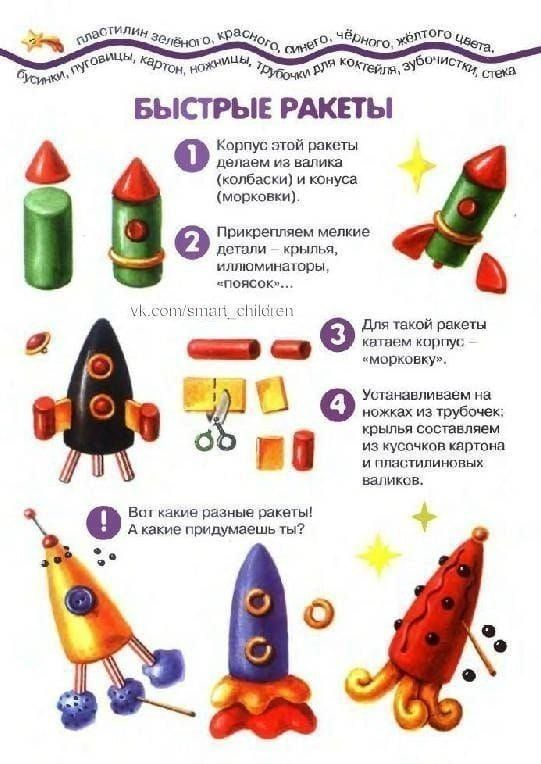 пластилин зелёного, красного, синего, чёрного, жёлтого цвета,
бусинки, пуговицы, картон, ножницы, трубочки для коктейля, зубочистки, стека
БЫСТРЫЕ РАКЕТЫ
1
Корпус этой ракеты
делаем из валика
(колбаски) и конуса
(морковки).
2
Прикрепляем мелкие
детали – крылья,
иллюминаторы,
«поясок»...
vk.com/smart_children
3
Для такой ракеты
катаем корпус –
«морковку».
4
Устанавливаем на
ножках из трубочек:
крылья составляем
из кусочков картона
и пластилиновых
валиков.
!
Вот какие разные ракеты!
А какие придумаешь ты?